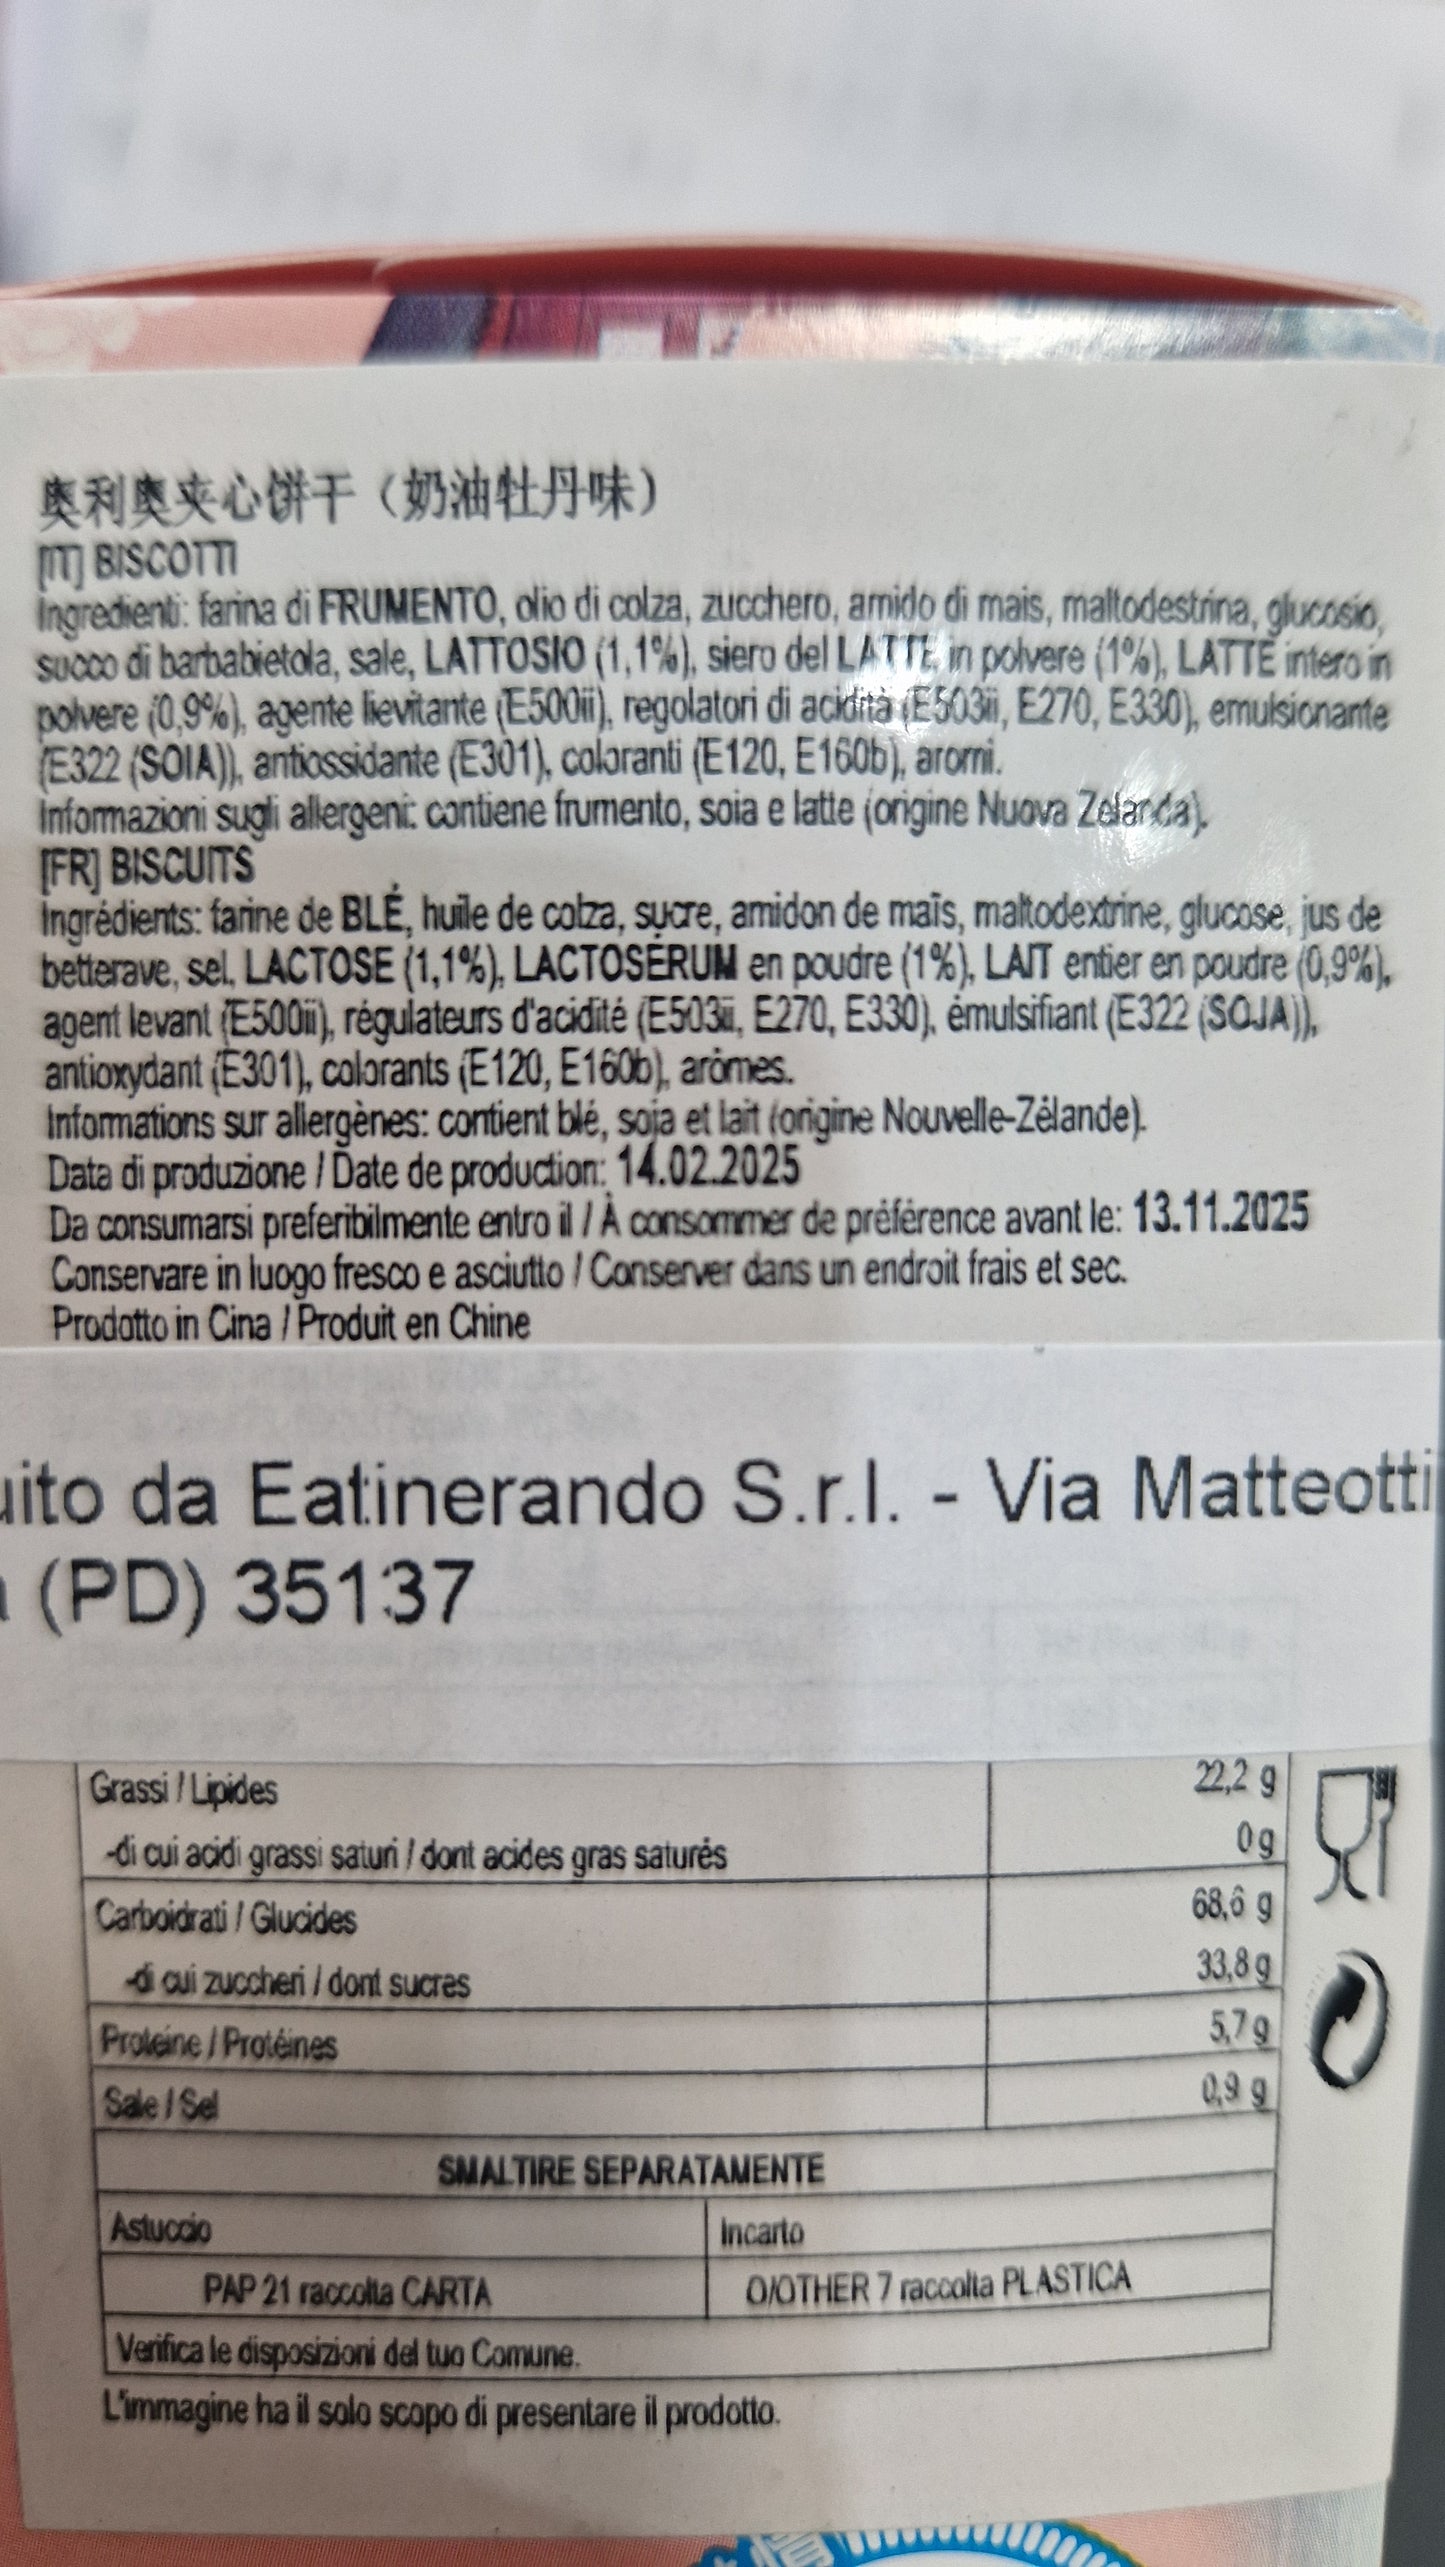 奥利奥夹心饼干（奶油牡丹味）
[IT] BISCOTTI
Ingredienti: farina di FRUMENTO, olio di colza, zucchero, amido di mais, maltodestrina, glucosio,
succo di barbabietola, sale, LATTOSIO (1,1%), siero del LATTE in polvere (1%), LATTE intero in
polvere (0,9%), agente lievitante (E500ii), regolatori di acidità (E503ii, E270, E330), emulsionante
(E322 (SOIA)), antiossidante (E301), coloranti (E120, E160b), aromi.
Informazioni sugli allergeni: contiene frumento, soia e latte (origine Nuova Zelanda).
[FR] BISCUITS
Ingrédients: farine de BLÉ, huile de colza, sucre, amidon de maïs, maltodextrine, glucose, jus de
betterave, sel, LACTOSE (1,1%), LACTOSÉRUM en poudre (1%), LAIT entier en poudre (0,9%),
agent levant (E500ii), régulateurs d'acidité (E503ii, E270, E330), émulsifiant (E322 (SOJA)),
antioxydant (E301), colorants (E120, E160b), arômes.
Informations sur allergènes: contient blé, soja et lait (origine Nouvelle-Zélande).
Data di produzione / Date de production: 14.02.2025
Da consumarsi preferibilmente entro il / À consommer de préférence avant le: 13.11.2025
Conservare in luogo fresco e asciutto / Conserver dans un endroit frais et sec.
Prodotto in Cina / Produit en Chine
uito da Eatinerando S.r.l. - Via Matteotti
(PD) 35137
Grassi / Lipides 22,2 g
-di cui acidi grassi saturi / dont acides gras saturés 0 g
Carboidrati / Glucides 68,6 g
-di cui zuccheri / dont sucres 33,8 g
Proteine / Protéines 5,7 g
Sale / Sel 0,9 g
SMALTIRE SEPARATAMENTE
Astuccio Incarto
PAP 21 raccolta CARTA O/OTHER 7 raccolta PLASTICA
Verifica le disposizioni del tuo Comune.
L'immagine ha il solo scopo di presentare il prodotto.